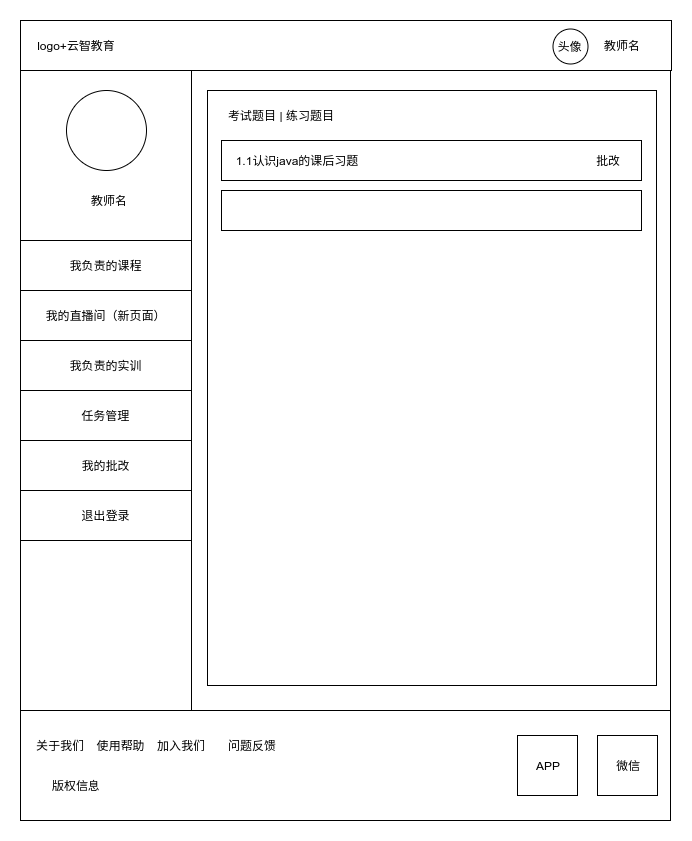 logo+云智教育 头像 教师名
教师名
我负责的课程
我的直播间（新页面）
我负责的实训
任务管理
我的批改
退出登录
考试题目 | 练习题目
1.1认识java的课后习题 批改
关于我们 使用帮助 加入我们 问题反馈
版权信息
APP 微信